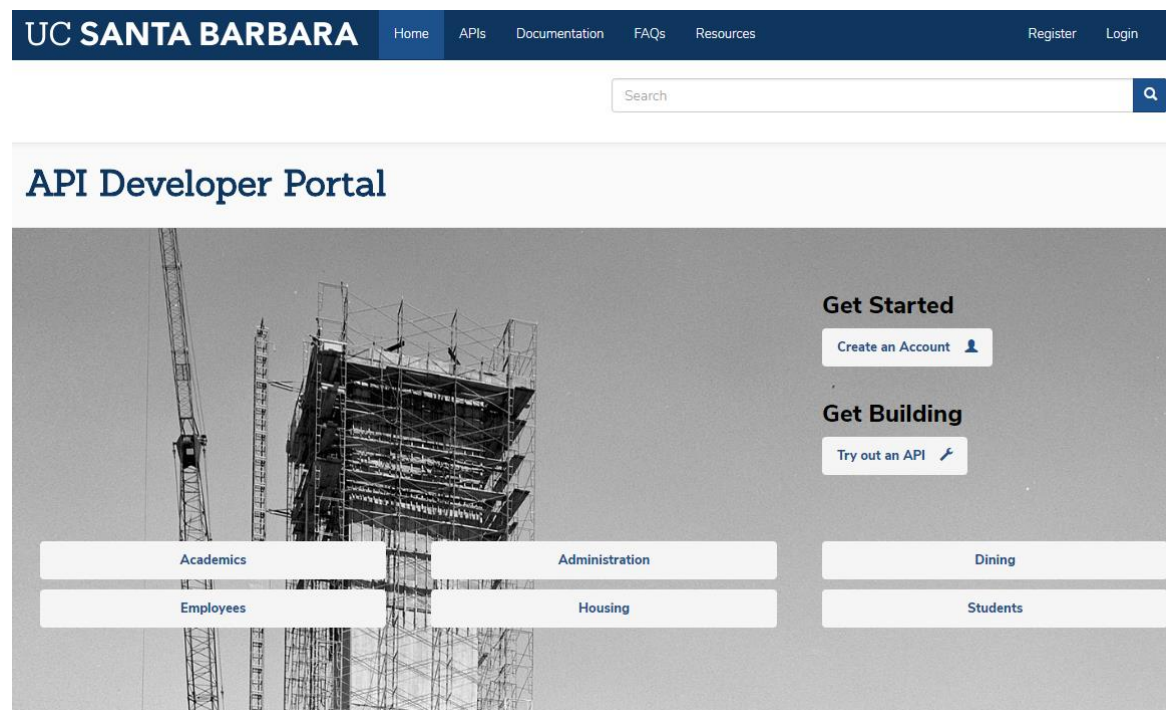 UC SANTA BARBARA Home APIs Documentation FAQs Resources Register Login
Search
API Developer Portal
Get Started
Create an Account
Get Building
Try out an API
Academics Administration Dining
Employees Housing Students